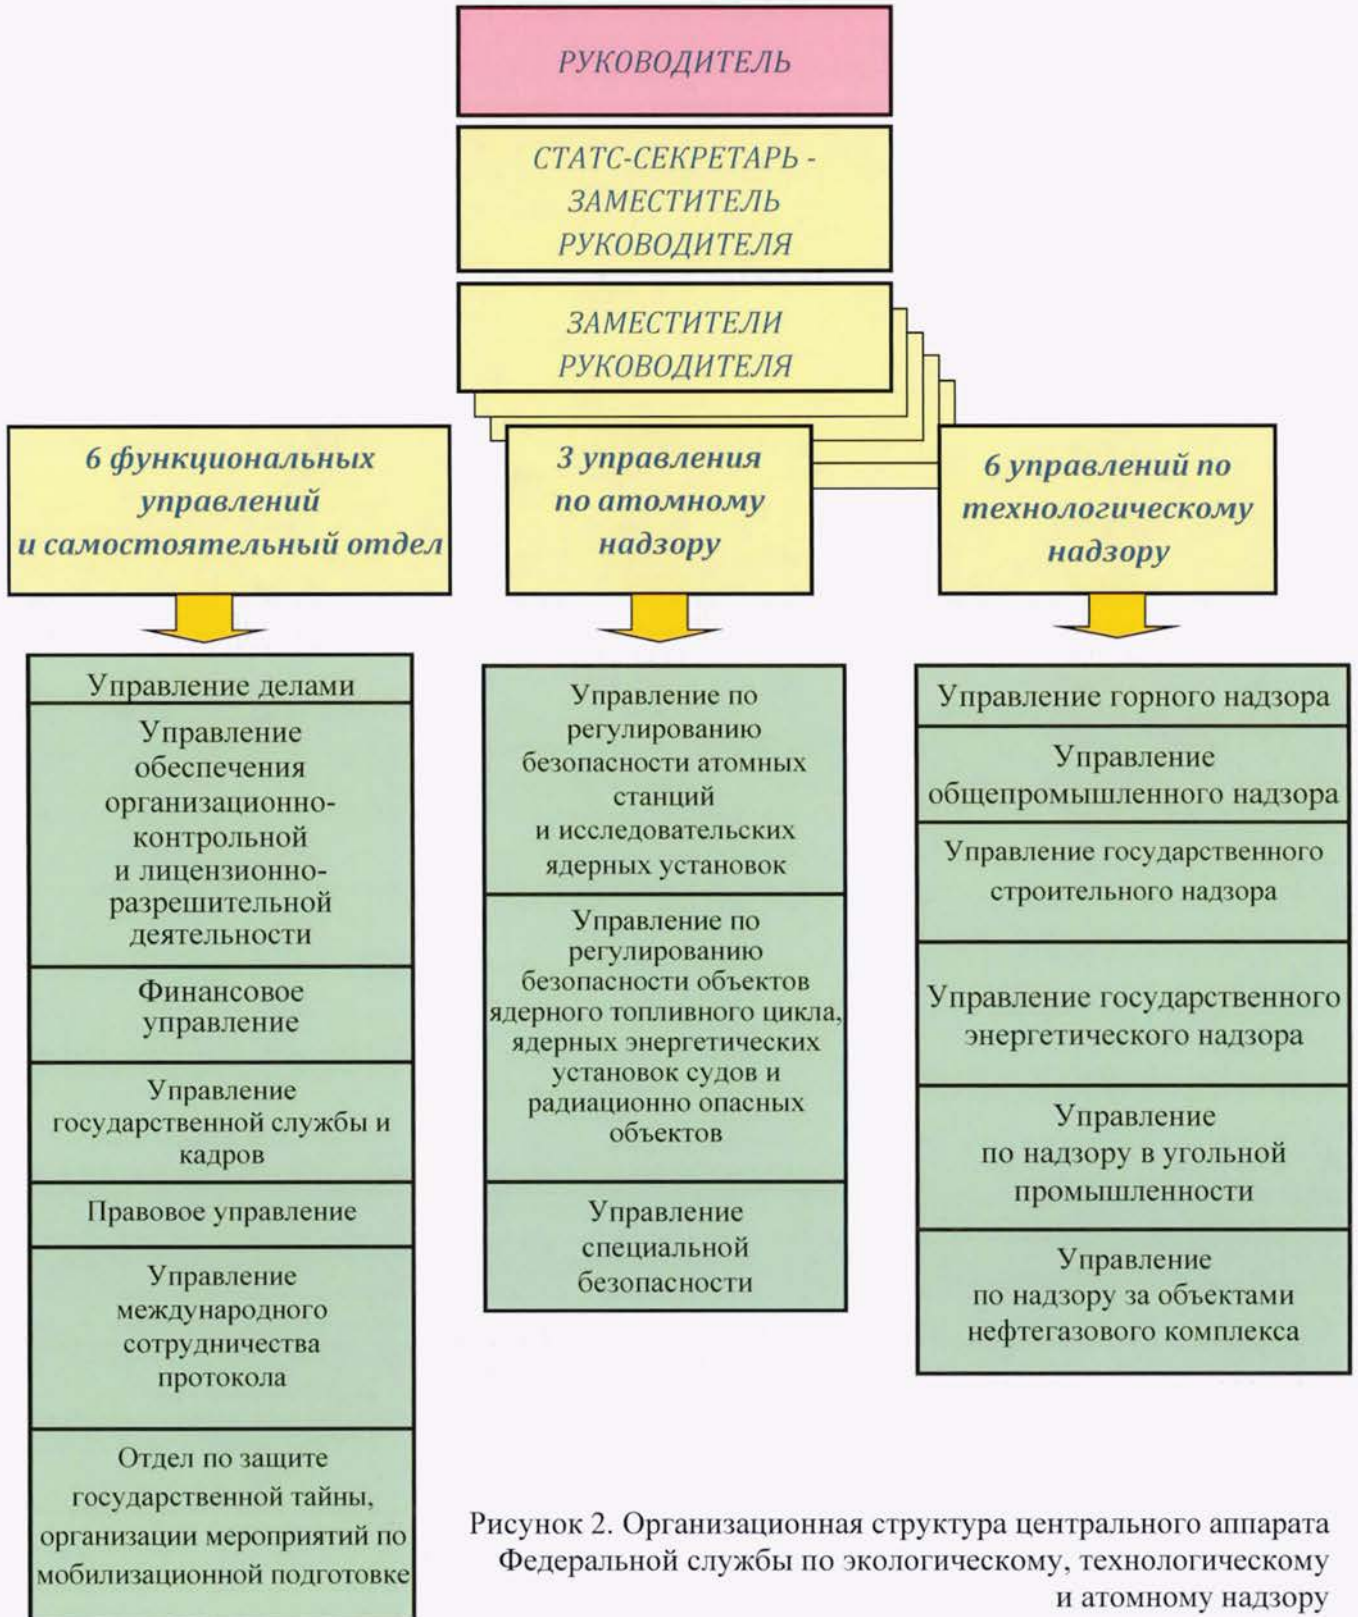 РУКОВОДИТЕЛЬ
СТАТС-СЕКРЕТАРЬ -
ЗАМЕСТИТЕЛЬ
РУКОВОДИТЕЛЯ
ЗАМЕСТИТЕЛИ
РУКОВОДИТЕЛЯ
6 функциональных
управлений
и самостоятельный отдел
3 управления
по атомному
надзору
6 управлений по
технологическому
надзору
Управление делами
Управление
обеспечения
организационно-
контрольной
и лицензионно-
разрешительной
деятельности
Финансовое
управление
Управление
государственной службы и
кадров
Правовое управление
Управление
международного
сотрудничества
протокола
Отдел по защите
государственной тайны,
организации мероприятий по
мобилизационной подготовке
Управление по
регулированию
безопасности атомных
станций
и исследовательских
ядерных установок
Управление по
регулированию
безопасности объектов
ядерного топливного цикла,
ядерных энергетических
установок судов и
радиационно опасных
объектов
Управление
специальной
безопасности
Управление горного надзора
Управление
общепромышленного надзора
Управление государственного
строительного надзора
Управление государственного
энергетического надзора
Управление
по надзору в угольной
промышленности
Управление
по надзору за объектами
нефтегазового комплекса
Рисунок 2. Организационная структура центрального аппарата
Федеральной службы по экологическому, технологическому
и атомному надзору